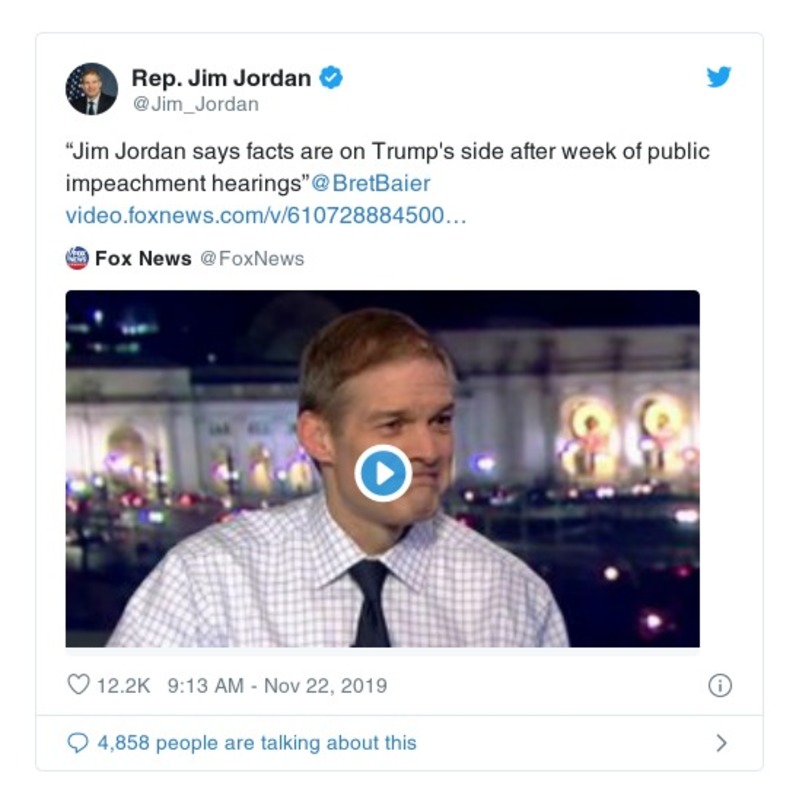 Rep. Jim Jordan
@Jim_Jordan
“Jim Jordan says facts are on Trump's side after week of public
impeachment hearings”@BretBaier
video.foxnews.com/v/610728884500…
FOX NEWS Fox News @FoxNews
12.2K 9:13 AM - Nov 22, 2019
4,858 people are talking about this